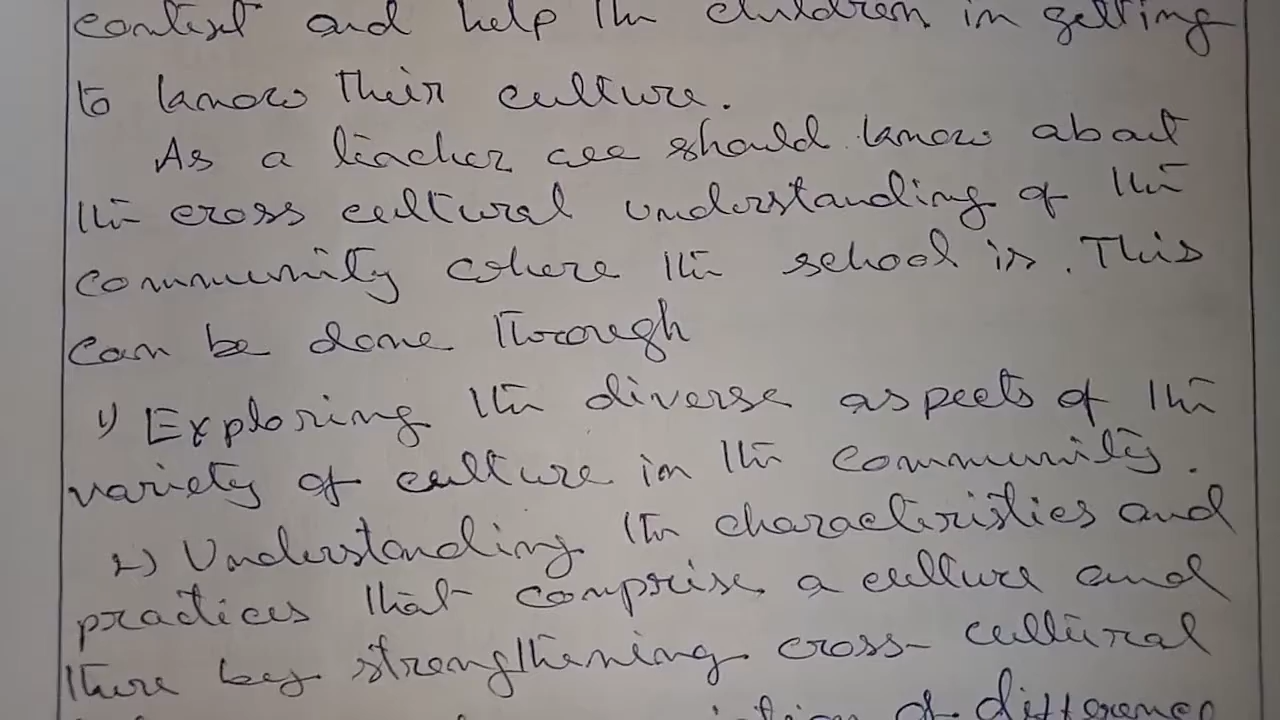 context and help the children in getting
to know their culture.
As a teacher we should know about
the cross cultural understanding of the
community where the school is. This
can be done through
1) Exploring the diverse aspects of the
variety of culture in the community.
2) Understanding the characteristics and
practices that comprise a culture and
there by strengthening cross-cultural
of difference